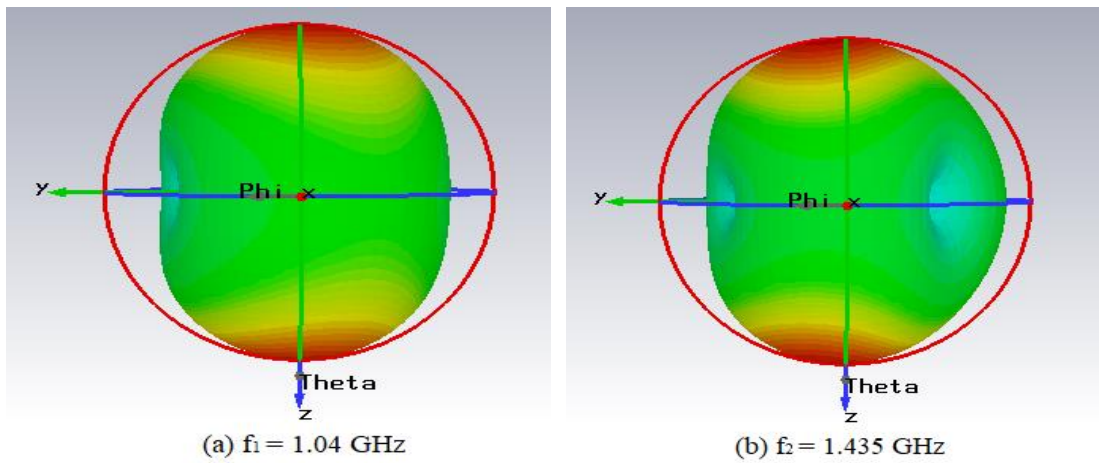 Y Phi x
Theta
z
(a) f₁ = 1.04 GHz
Y Phi x
Theta
z
(b) f₂ = 1.435 GHz